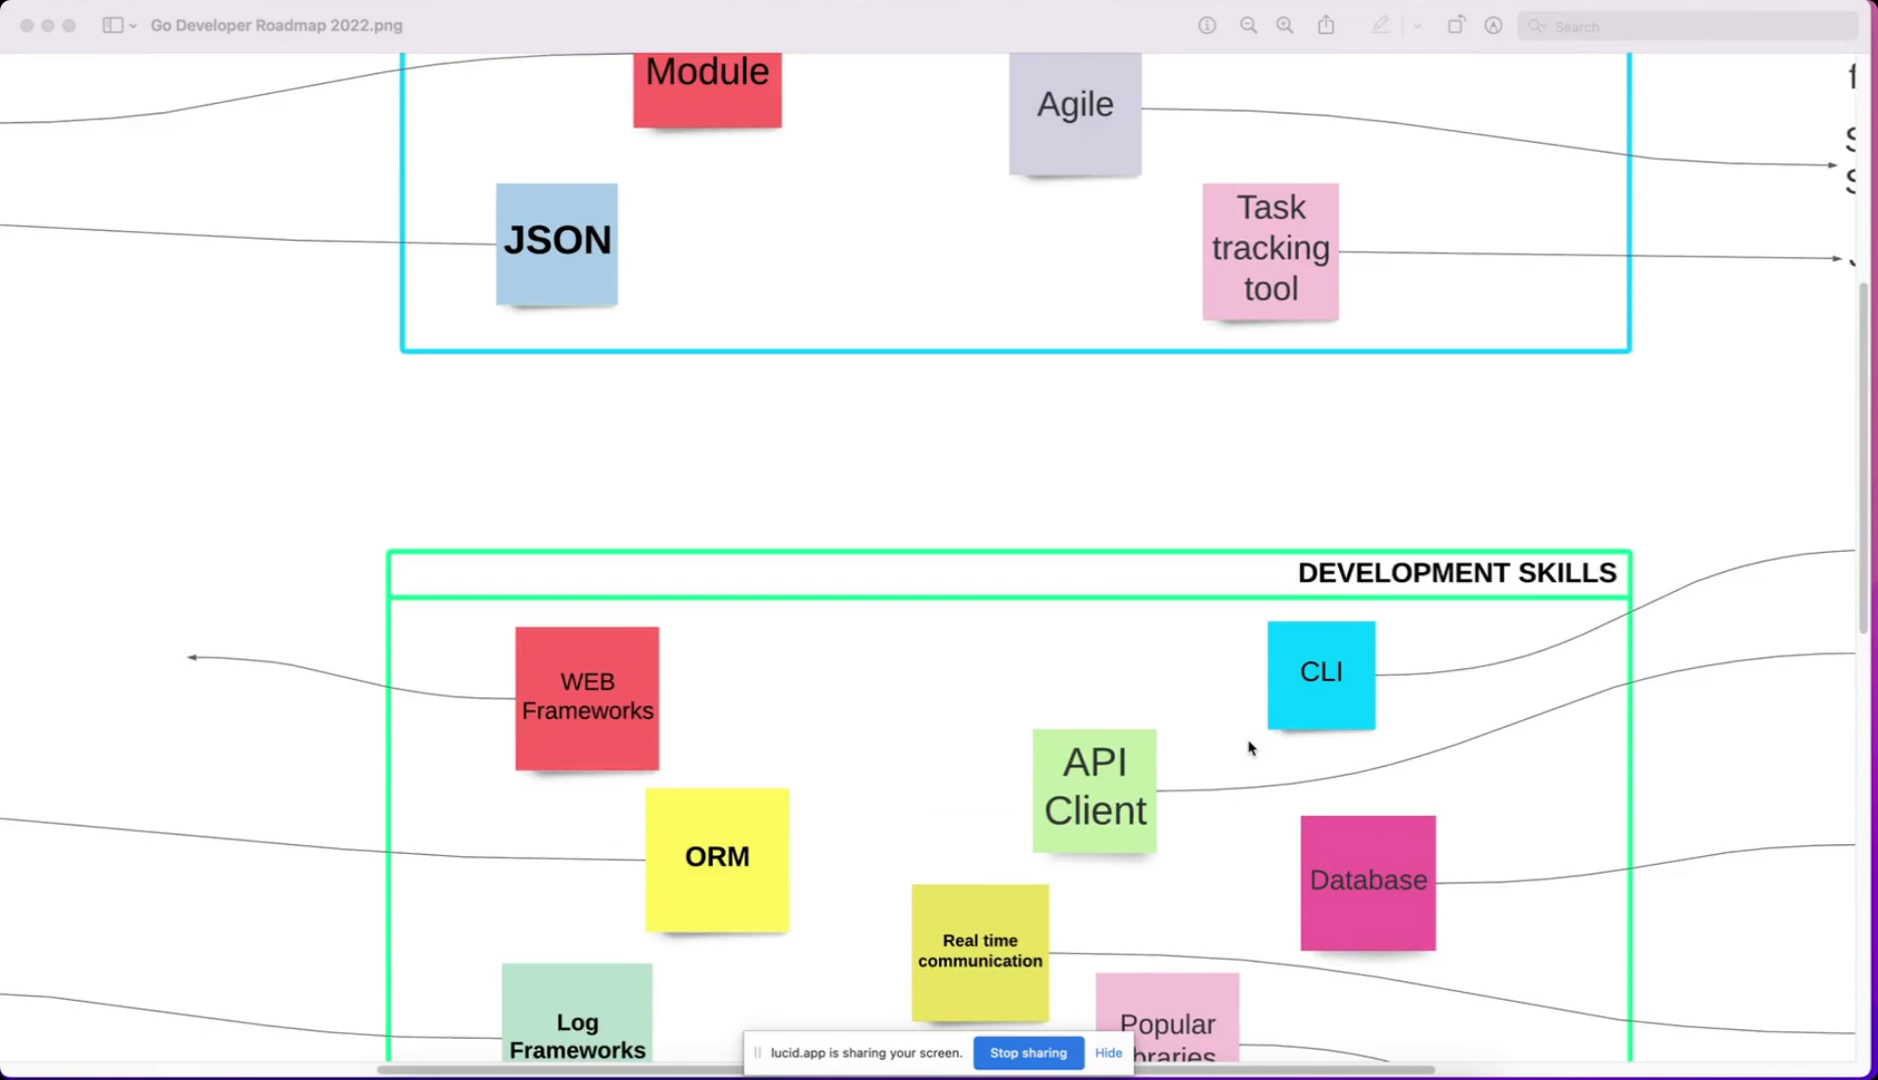 Go Developer Roadmap 2022.png
Search
Module
Agile
JSON
Task
tracking
tool
DEVELOPMENT SKILLS
WEB
Frameworks
CLI
API
Client
ORM
Database
Real time
communication
Log
Frameworks
Popular
lucid.app is sharing your screen.
Stop sharing
Hide